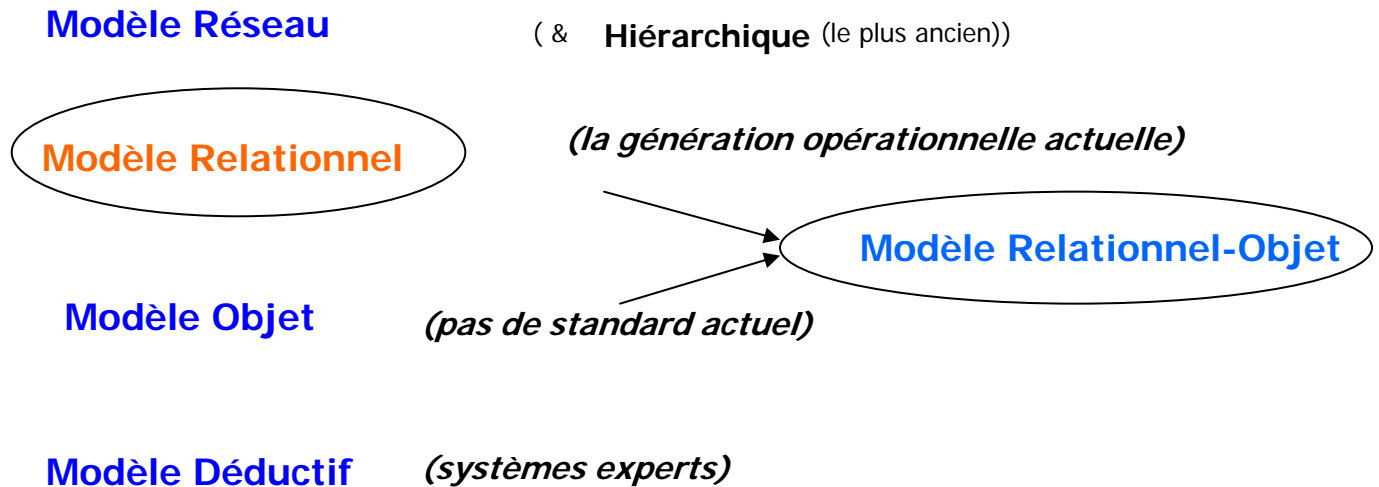 Modèle Réseau ( & Hiérarchique (le plus ancien))
(la génération opérationnelle actuelle)
Modèle Relationnel
Modèle Relationnel-Objet
Modèle Objet (pas de standard actuel)
Modèle Déductif (systèmes experts)